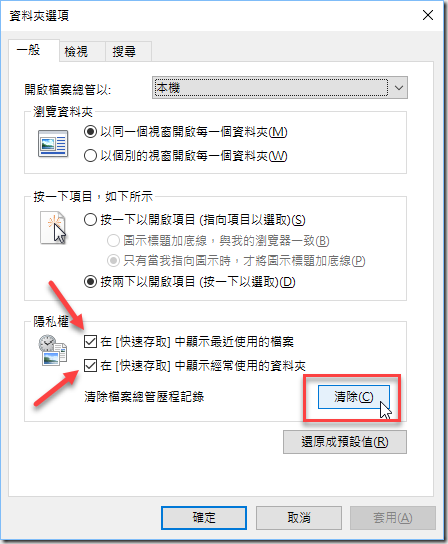 資料夾選項
一般
檢視
搜尋
開啟檔案總管以:
本機
瀏覽資料夾
以同一個視窗開啟每一個資料夾(M)
以個別的視窗開啟每一個資料夾(W)
按一下項目，如下所示
按一下以開啟項目 (指向項目以選取)(S)
圖示標題加底線，與我的瀏覽器一致(B)
只有當我指向圖示時，才將圖示標題加底線(P)
按兩下以開啟項目 (按一下以選取)(D)
隱私權
在 [快速存取] 中顯示最近使用的檔案
在 [快速存取] 中顯示經常使用的資料夾
清除檔案總管歷程記錄
清除(C)
還原成預設值(R)
確定
取消
套用(A)